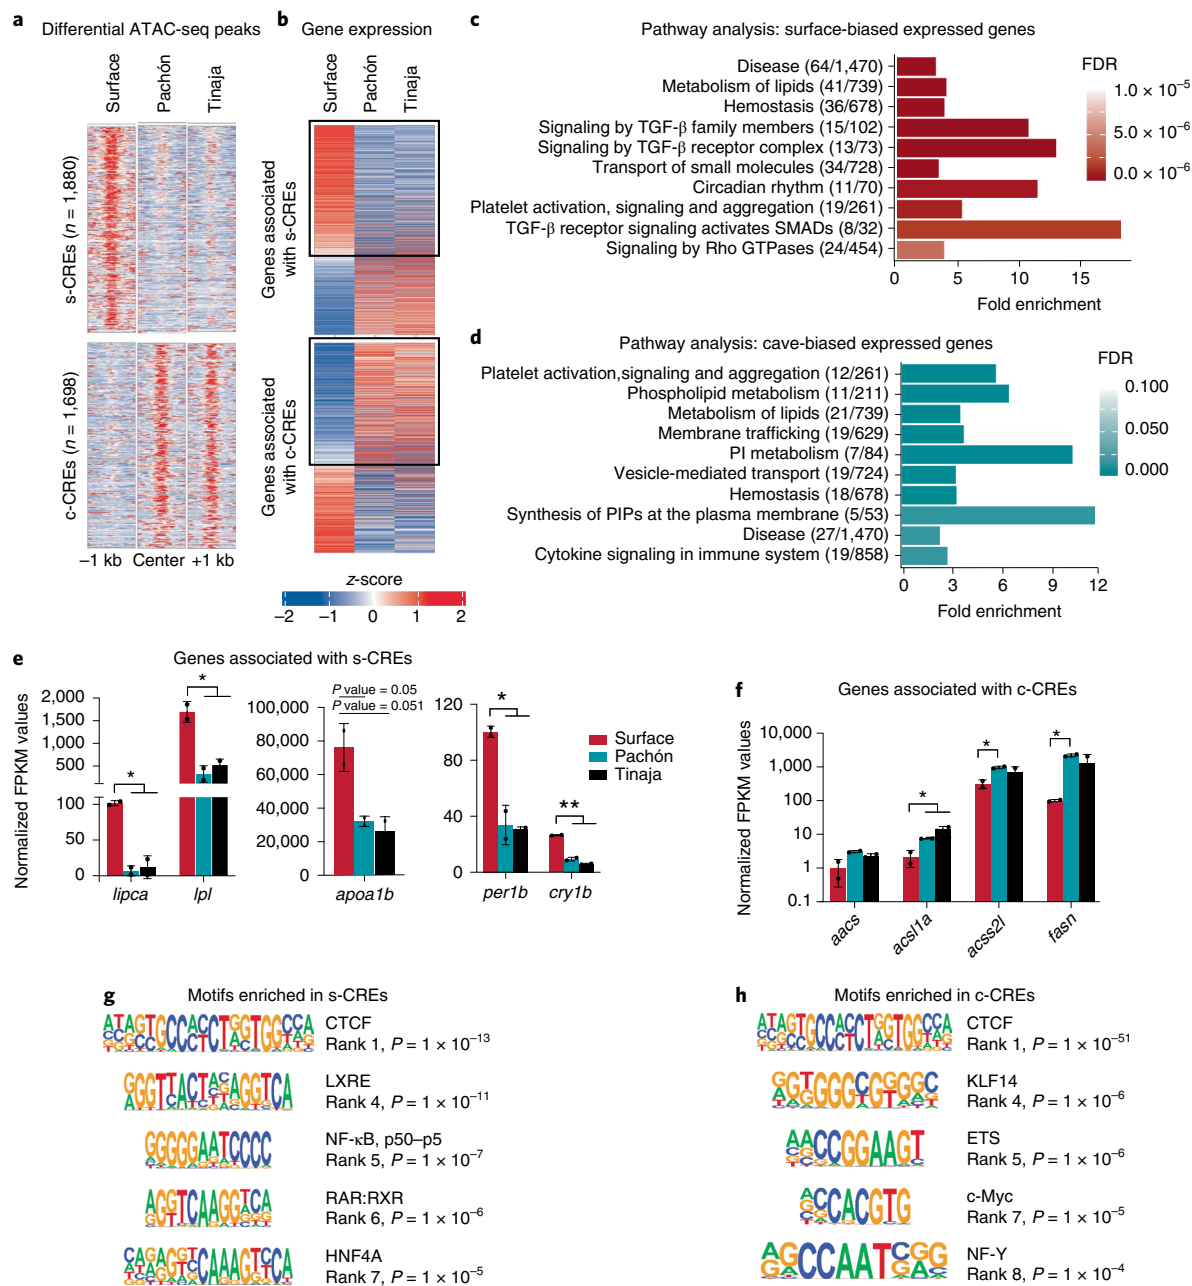 a Differential ATAC-seq peaks
Surface
Pachón
Tinaja
s-CREs (n = 1,880)
c-CREs (n = 1,698)
−1 kb Center +1 kb
b Gene expression
Surface
Pachón
Tinaja
Genes associated
with s-CREs
Genes associated
with c-CREs
z-score
−2 −1 0 1 2
c Pathway analysis: surface-biased expressed genes
Disease (64/1,470)
Metabolism of lipids (41/739)
Hemostasis (36/678)
Signaling by TGF-β family members (15/102)
Signaling by TGF-β receptor complex (13/73)
Transport of small molecules (34/728)
Circadian rhythm (11/70)
Platelet activation, signaling and aggregation (19/261)
TGF-β receptor signaling activates SMADs (8/32)
Signaling by Rho GTPases (24/454)
0 5 10 15
Fold enrichment
FDR
1.0 × 10−5
5.0 × 10−6
0.0 × 10−6
d Pathway analysis: cave-biased expressed genes
Platelet activation,signaling and aggregation (12/261)
Phospholipid metabolism (11/211)
Metabolism of lipids (21/739)
Membrane trafficking (19/629)
PI metabolism (7/84)
Vesicle-mediated transport (19/724)
Hemostasis (18/678)
Synthesis of PIPs at the plasma membrane (5/53)
Disease (27/1,470)
Cytokine signaling in immune system (19/858)
0 3 6 9 12
Fold enrichment
FDR
0.100
0.050
0.000
e Genes associated with s-CREs
Normalized FPKM values
2,000
1,500
1,000
500
100
50
0
*
*
lipca lpl
100,000
80,000
60,000
40,000
20,000
0
P value = 0.05
P value = 0.051
apoa1b
120
80
40
0
*
**
per1b cry1b
Surface
Pachón
Tinaja
f Genes associated with c-CREs
Normalized FPKM values
10,000
1,000
100
10
1
0.1
*
*
*
aacs acsl1a acss2l fasn
g Motifs enriched in s-CREs
CTCF
Rank 1, P = 1 × 10−13
LXRE
Rank 4, P = 1 × 10−11
NF-κB, p50–p5
Rank 5, P = 1 × 10−7
RAR:RXR
Rank 6, P = 1 × 10−6
HNF4A
Rank 7, P = 1 × 10−5
h Motifs enriched in c-CREs
CTCF
Rank 1, P = 1 × 10−51
KLF14
Rank 4, P = 1 × 10−6
ETS
Rank 5, P = 1 × 10−6
c-Myc
Rank 7, P = 1 × 10−5
NF-Y
Rank 8, P = 1 × 10−4